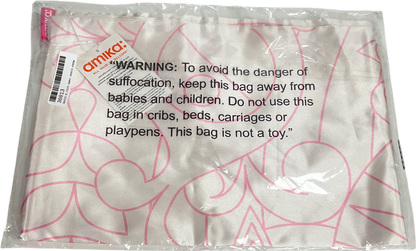 amika:
“WARNING: To avoid the danger of
suffocation, keep this bag away from
babies and children. Do not use this
bag in cribs, beds, carriages or
playpens. This bag is not a toy.”